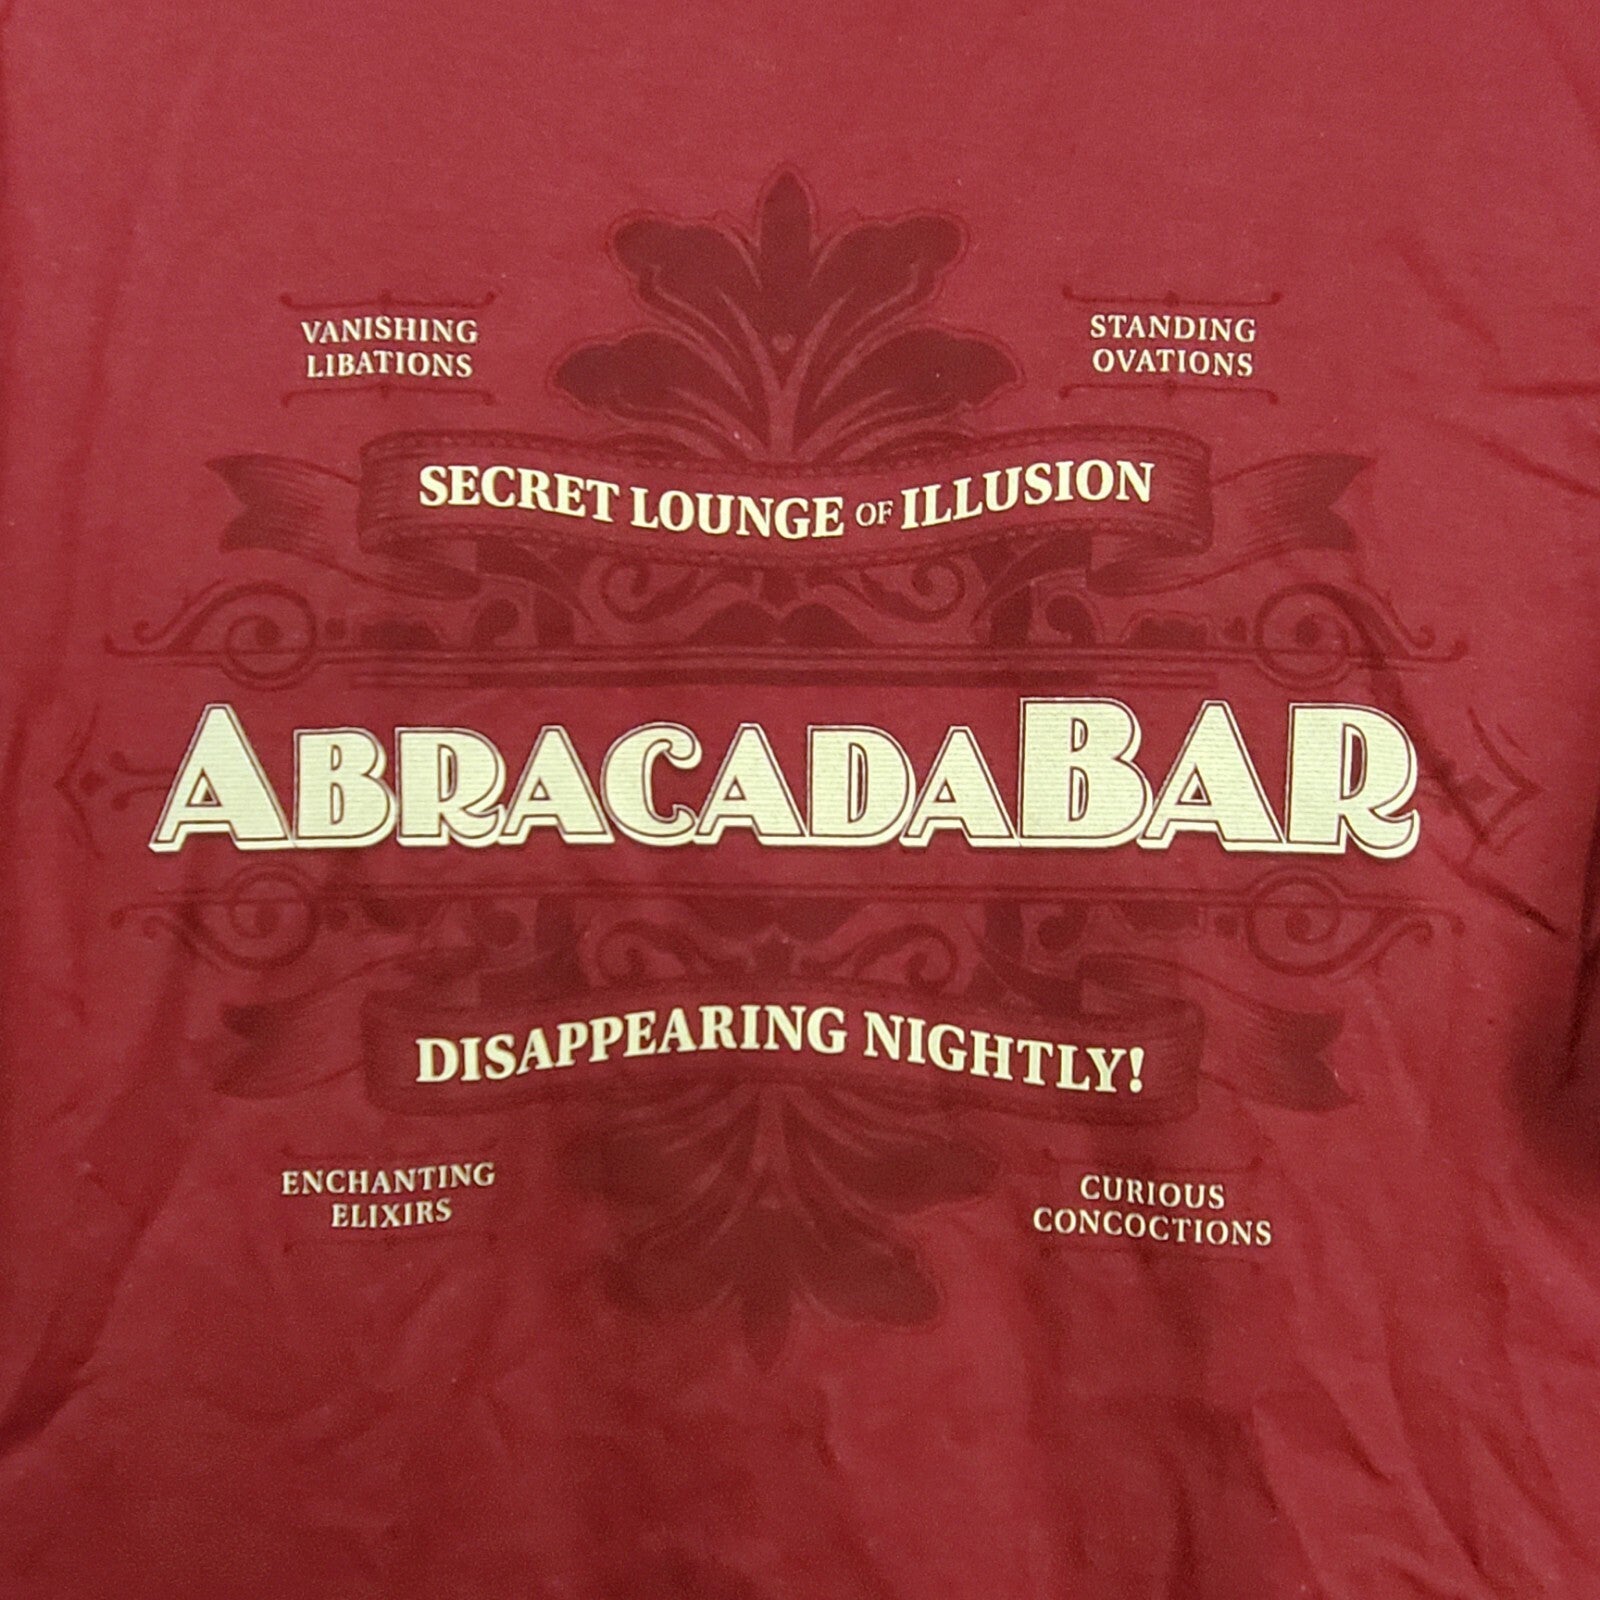 VANISHING
LIBATIONS
STANDING
OVATIONS
SECRET LOUNGE OF ILLUSION
ABRACADABAR
DISAPPEARING NIGHTLY!
ENCHANTING
ELIXIRS
CURIOUS
CONCOCTIONS